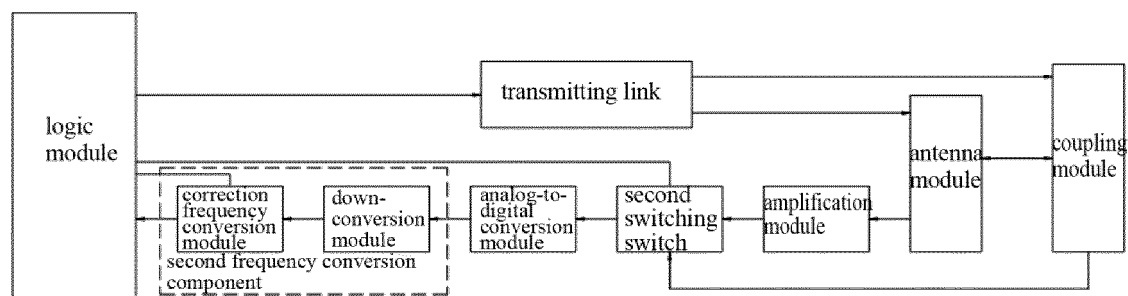 logic
module
transmitting link
antenna
module
coupling
module
correction
frequency
conversion
module
down-
conversion
module
second frequency conversion
component
analog-to-
digital
conversion
module
second
switching
switch
amplification
module